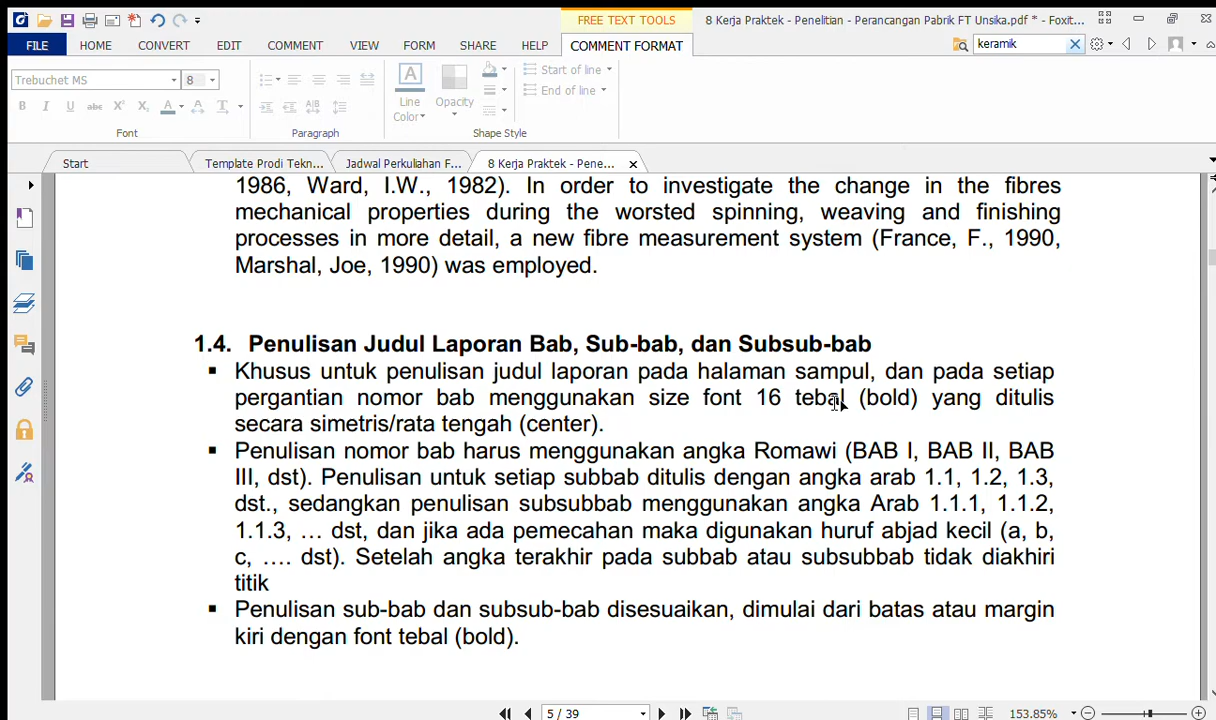 FREE TEXT TOOLS
8 Kerja Praktek - Penelitian - Perancangan Pabrik FT Unsika.pdf * - Foxit...
FILE HOME CONVERT EDIT COMMENT VIEW FORM SHARE HELP COMMENT FORMAT
keramik
Trebuchet MS 8
Start of line
End of line
B I U abc X² X₂ A A T
Line
Color
Opacity
Font Paragraph Shape Style
Start Template Prodi Tekn... Jadwal Perkuliahan F... 8 Kerja Praktek - Pene...
1986, Ward, I.W., 1982). In order to investigate the change in the fibres
mechanical properties during the worsted spinning, weaving and finishing
processes in more detail, a new fibre measurement system (France, F., 1990,
Marshal, Joe, 1990) was employed.
1.4. Penulisan Judul Laporan Bab, Sub-bab, dan Subsub-bab
▪ Khusus untuk penulisan judul laporan pada halaman sampul, dan pada setiap
pergantian nomor bab menggunakan size font 16 tebal (bold) yang ditulis
secara simetris/rata tengah (center).
▪ Penulisan nomor bab harus menggunakan angka Romawi (BAB I, BAB II, BAB
III, dst). Penulisan untuk setiap subbab ditulis dengan angka arab 1.1, 1.2, 1.3,
dst., sedangkan penulisan subsubbab menggunakan angka Arab 1.1.1, 1.1.2,
1.1.3, … dst, dan jika ada pemecahan maka digunakan huruf abjad kecil (a, b,
c, …. dst). Setelah angka terakhir pada subbab atau subsubbab tidak diakhiri
titik
▪ Penulisan sub-bab dan subsub-bab disesuaikan, dimulai dari batas atau margin
kiri dengan font tebal (bold).
5 / 39
153.85%